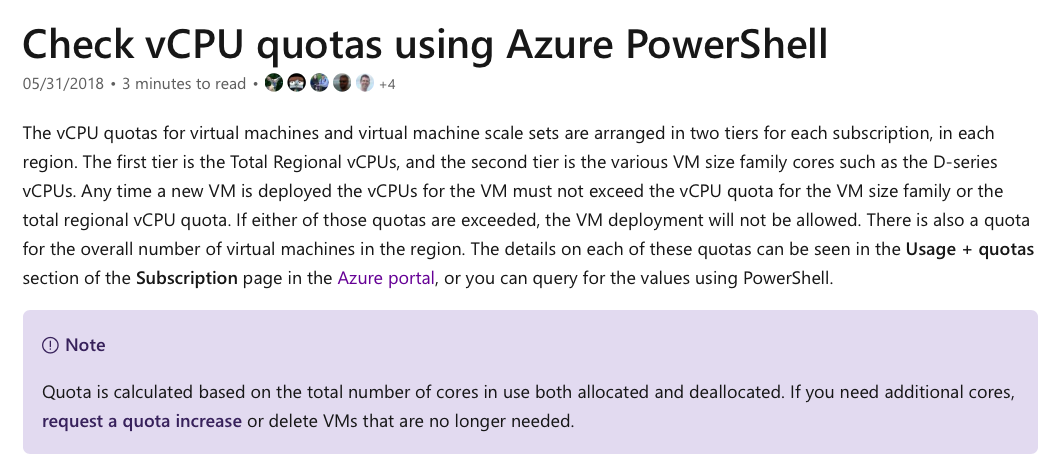 Check vCPU quotas using Azure PowerShell
05/31/2018 • 3 minutes to read • +4
The vCPU quotas for virtual machines and virtual machine scale sets are arranged in two tiers for each subscription, in each
region. The first tier is the Total Regional vCPUs, and the second tier is the various VM size family cores such as the D-series
vCPUs. Any time a new VM is deployed the vCPUs for the VM must not exceed the vCPU quota for the VM size family or the
total regional vCPU quota. If either of those quotas are exceeded, the VM deployment will not be allowed. There is also a quota
for the overall number of virtual machines in the region. The details on each of these quotas can be seen in the Usage + quotas
section of the Subscription page in the Azure portal, or you can query for the values using PowerShell.
Note
Quota is calculated based on the total number of cores in use both allocated and deallocated. If you need additional cores,
request a quota increase or delete VMs that are no longer needed.